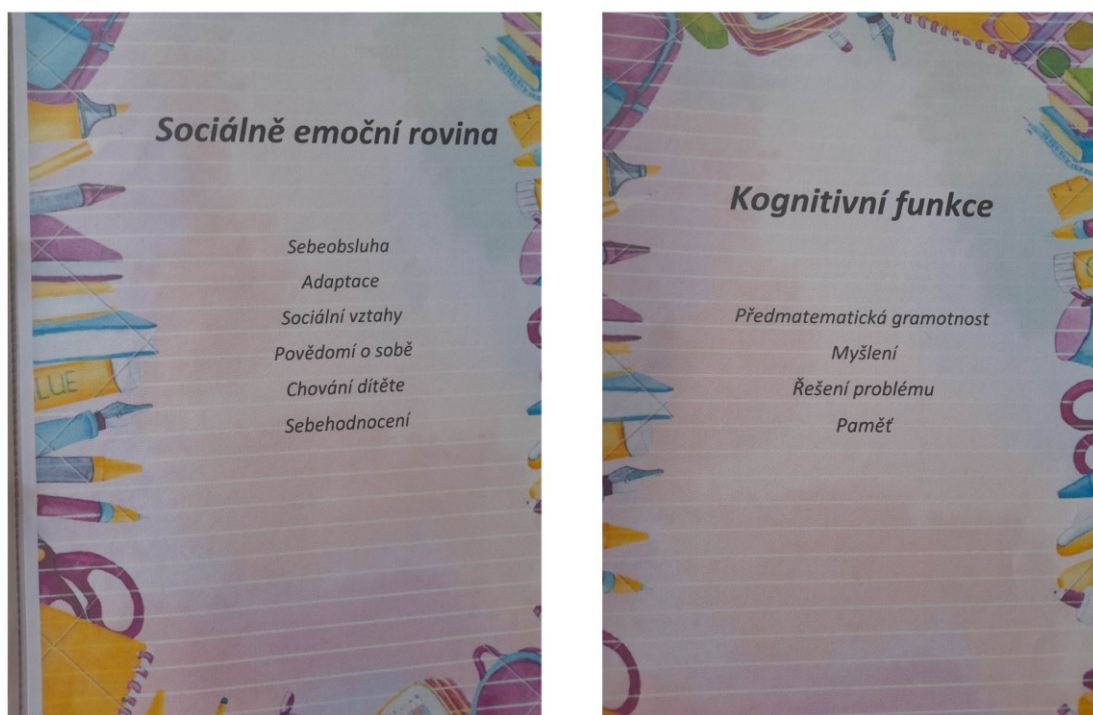 Sociálně emoční rovina
Sebeobsluha
Adaptace
Sociální vztahy
Povědomí o sobě
Chování dítěte
Sebehodnocení
LUE
Kognitivní funkce
Předmatematická gramotnost
Myšlení
Řešení problému
Paměť